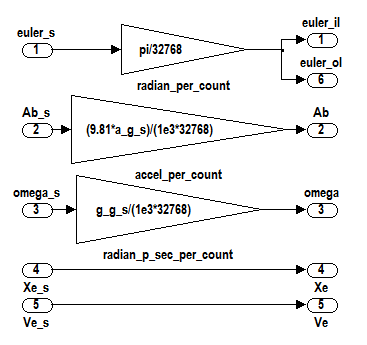 euler_s
1
pi/32768
radian_per_count
euler_il
1
euler_ol
6
Ab_s
2
(9.81*a_g_s)/(1e3*32768)
accel_per_count
Ab
2
omega_s
3
g_g_s/(1e3*32768)
radian_p_sec_per_count
omega
3
4
Xe_s
4
Xe
5
Ve_s
5
Ve